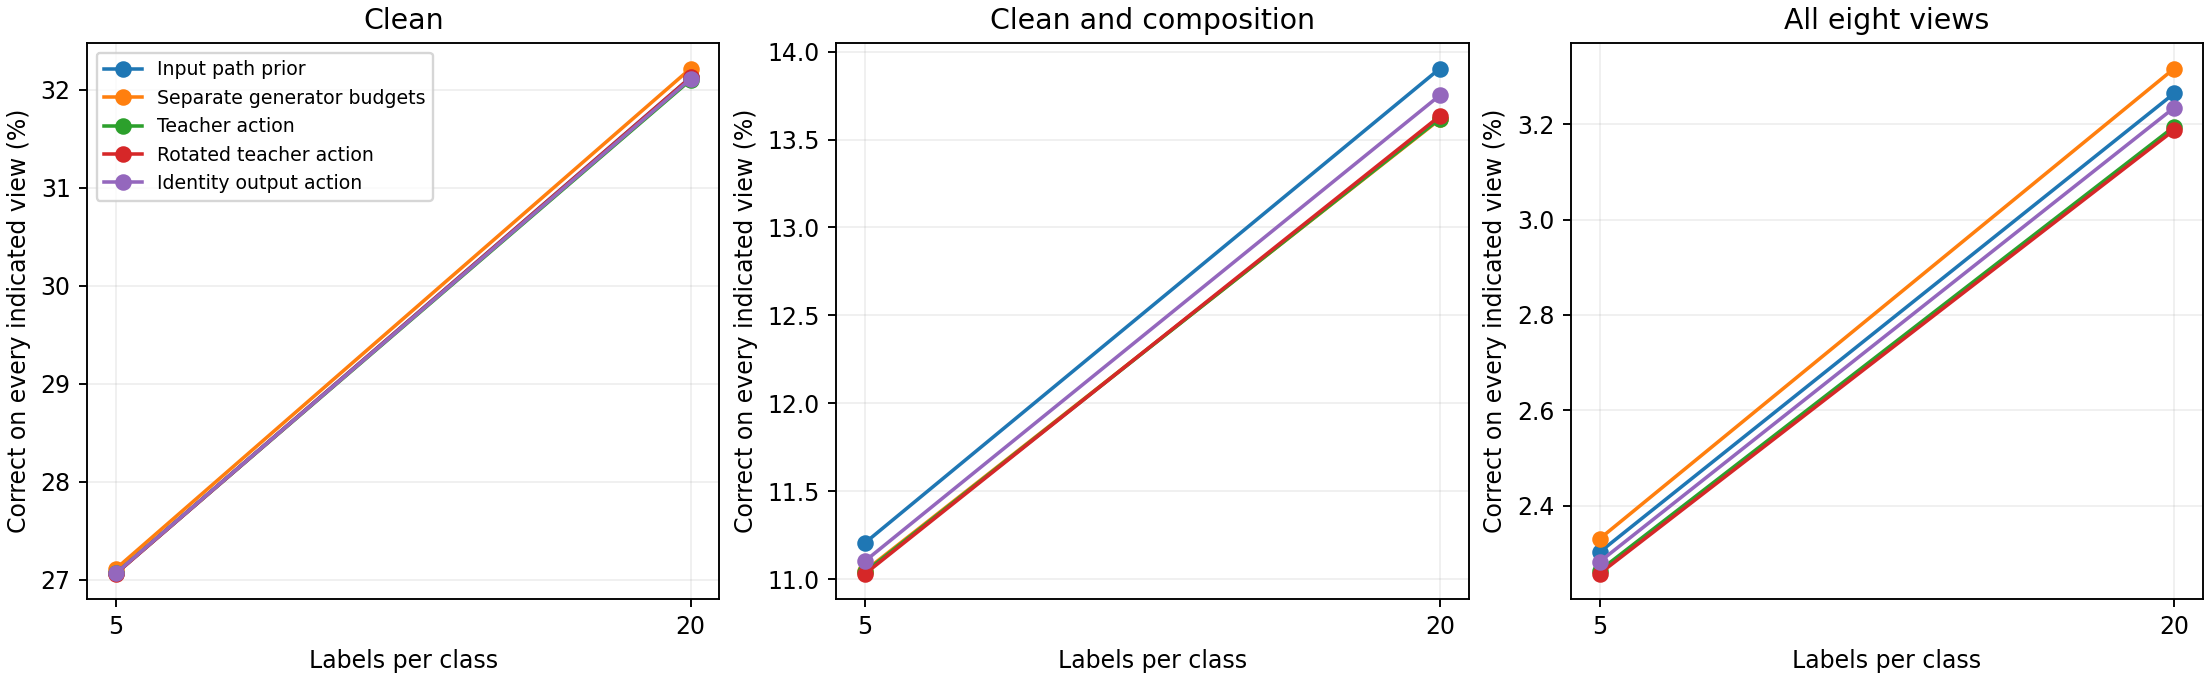 Clean
Correct on every indicated view (%)
32
31
30
29
28
27
Input path prior
Separate generator budgets
Teacher action
Rotated teacher action
Identity output action
5
20
Labels per class
Clean and composition
Correct on every indicated view (%)
14.0
13.5
13.0
12.5
12.0
11.5
11.0
5
20
Labels per class
All eight views
Correct on every indicated view (%)
3.2
3.0
2.8
2.6
2.4
5
20
Labels per class